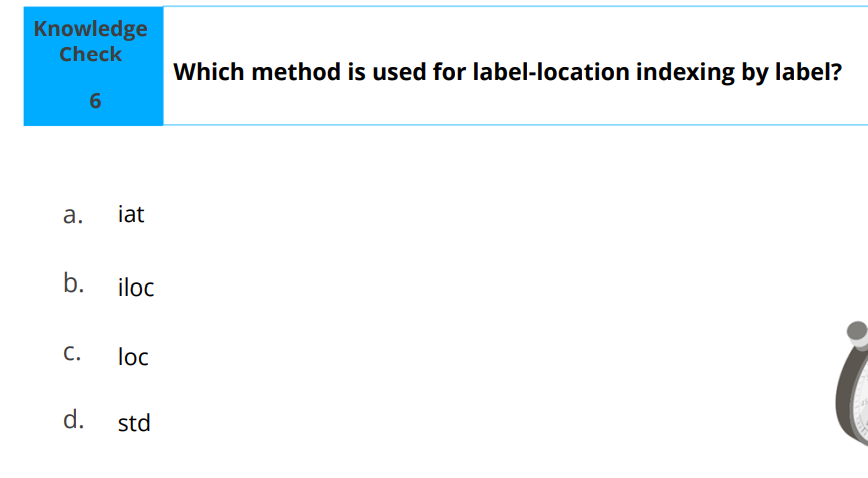 Knowledge
Check
6
Which method is used for label-location indexing by label?
a. iat
b. iloc
c. loc
d. std